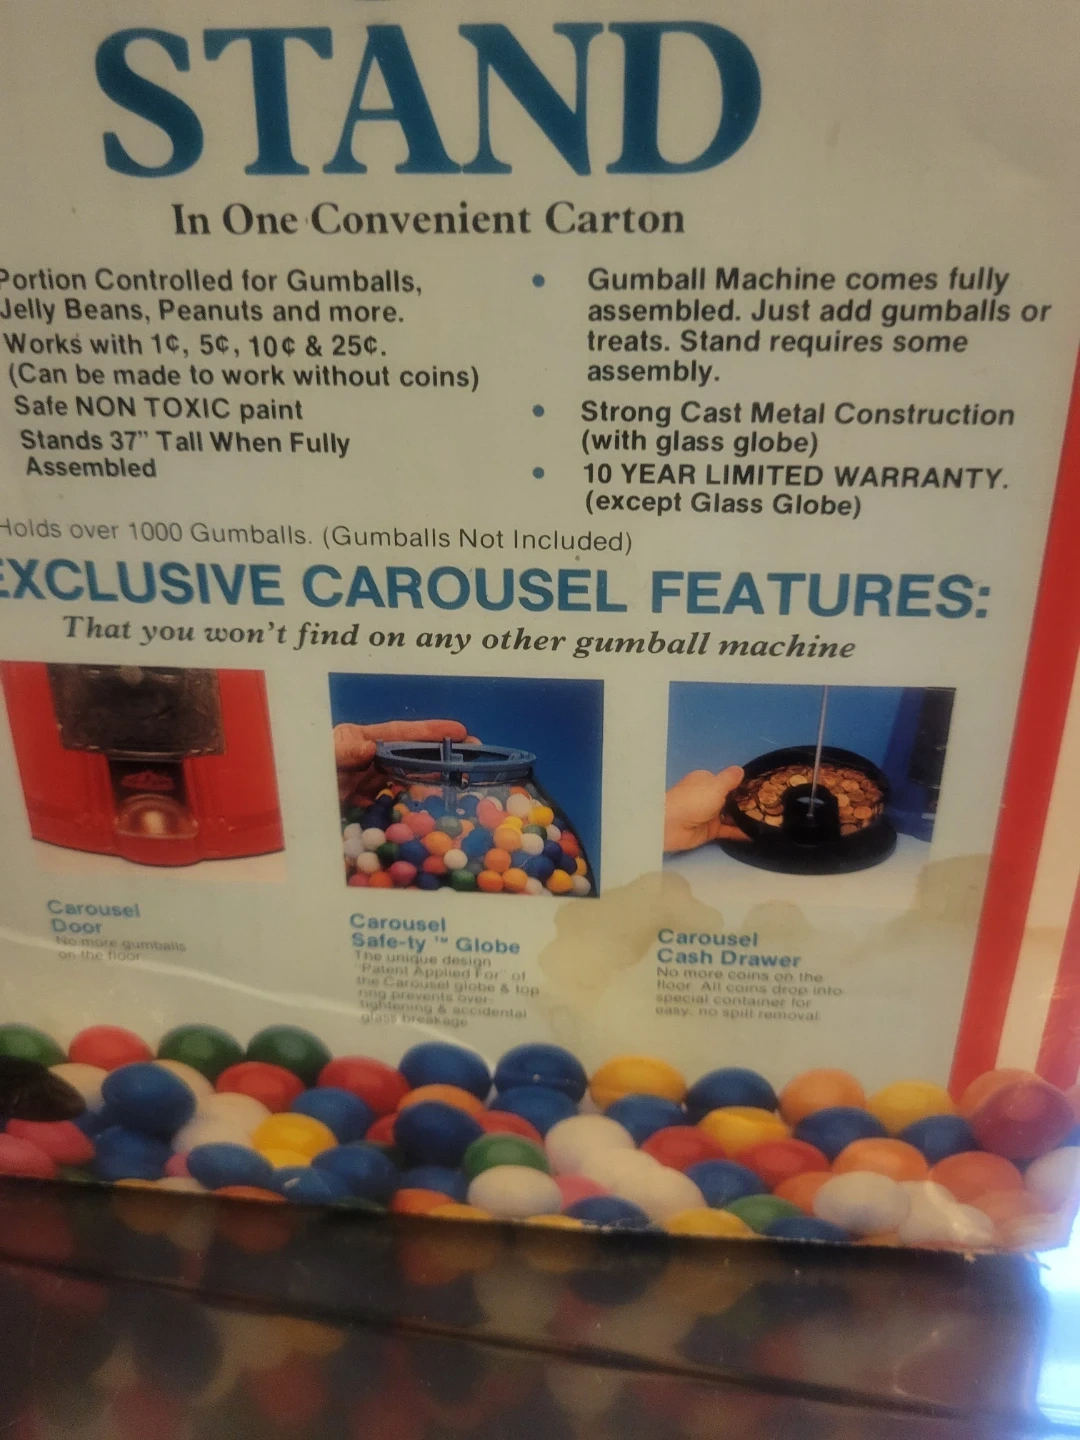 STAND
In One Convenient Carton
Portion Controlled for Gumballs,
Jelly Beans, Peanuts and more.
Works with 1¢, 5¢, 10¢ & 25¢.
(Can be made to work without coins)
Safe NON TOXIC paint
Stands 37" Tall When Fully
Assembled
• Gumball Machine comes fully
assembled. Just add gumballs or
treats. Stand requires some
assembly.
• Strong Cast Metal Construction
(with glass globe)
• 10 YEAR LIMITED WARRANTY.
(except Glass Globe)
Holds over 1000 Gumballs. (Gumballs Not Included)
EXCLUSIVE CAROUSEL FEATURES:
That you won't find on any other gumball machine
Carousel
Door
No more gumballs
on the floor
Carousel
Safe-ty ™ Globe
The unique design
"Patent Applied For" of
the Carousel globe & top
ring prevents over-
tightening & accidental
glass breakage
Carousel
Cash Drawer
No more coins on the
floor. All coins drop into
special container for
easy, no spill removal.